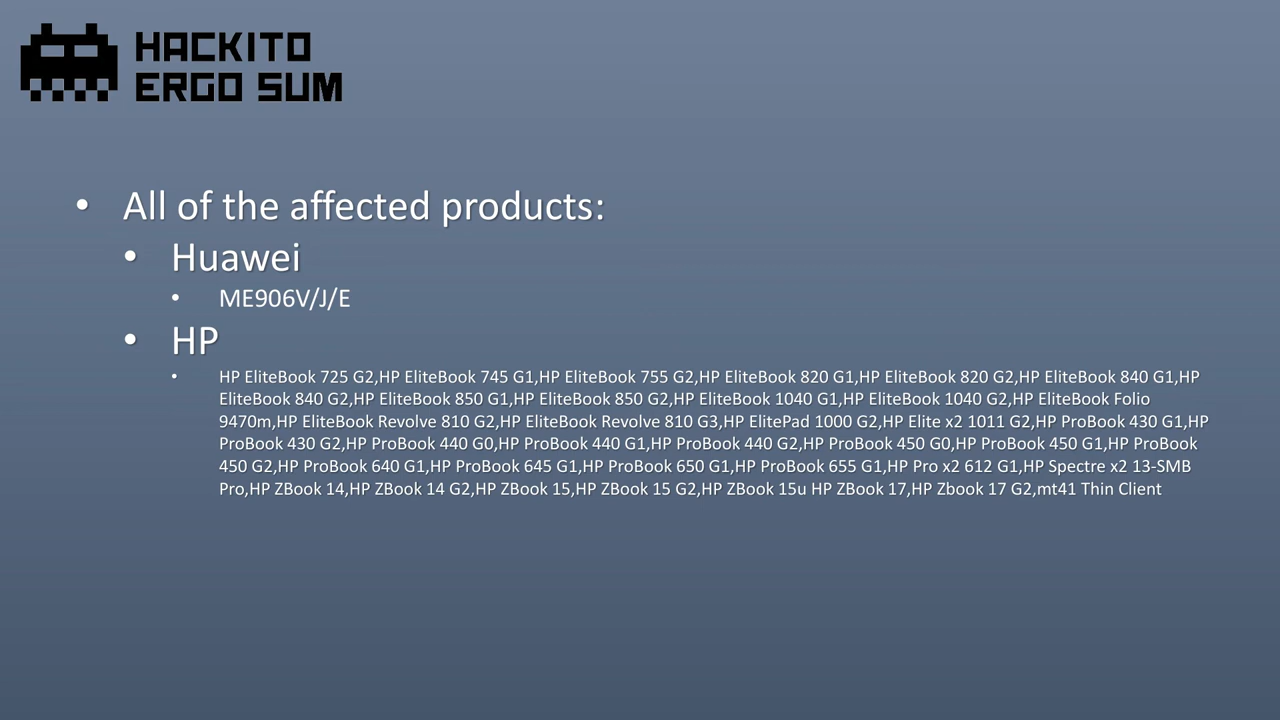 HACKITO
ERGO SUM
• All of the affected products:
• Huawei
• ME906V/J/E
• HP
• HP EliteBook 725 G2,HP EliteBook 745 G1,HP EliteBook 755 G2,HP EliteBook 820 G1,HP EliteBook 820 G2,HP EliteBook 840 G1,HP
EliteBook 840 G2,HP EliteBook 850 G1,HP EliteBook 850 G2,HP EliteBook 1040 G1,HP EliteBook 1040 G2,HP EliteBook Folio
9470m,HP EliteBook Revolve 810 G2,HP EliteBook Revolve 810 G3,HP ElitePad 1000 G2,HP Elite x2 1011 G2,HP ProBook 430 G1,HP
ProBook 430 G2,HP ProBook 440 G0,HP ProBook 440 G1,HP ProBook 440 G2,HP ProBook 450 G0,HP ProBook 450 G1,HP ProBook
450 G2,HP ProBook 640 G1,HP ProBook 645 G1,HP ProBook 650 G1,HP ProBook 655 G1,HP Pro x2 612 G1,HP Spectre x2 13-SMB
Pro,HP ZBook 14,HP ZBook 14 G2,HP ZBook 15,HP ZBook 15 G2,HP ZBook 15u HP ZBook 17,HP Zbook 17 G2,mt41 Thin Client